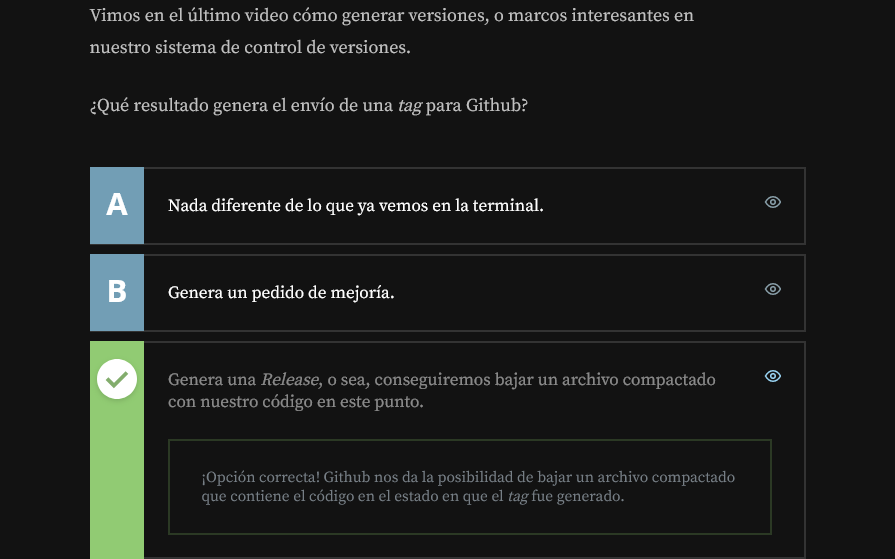 Vimos en el último video cómo generar versiones, o marcos interesantes en
nuestro sistema de control de versiones.
¿Qué resultado genera el envío de una tag para Github?
A
Nada diferente de lo que ya vemos en la terminal.
B
Genera un pedido de mejoría.
Genera una Release, o sea, conseguiremos bajar un archivo compactado
con nuestro código en este punto.
¡Opción correcta! Github nos da la posibilidad de bajar un archivo compactado
que contiene el código en el estado en que el tag fue generado.